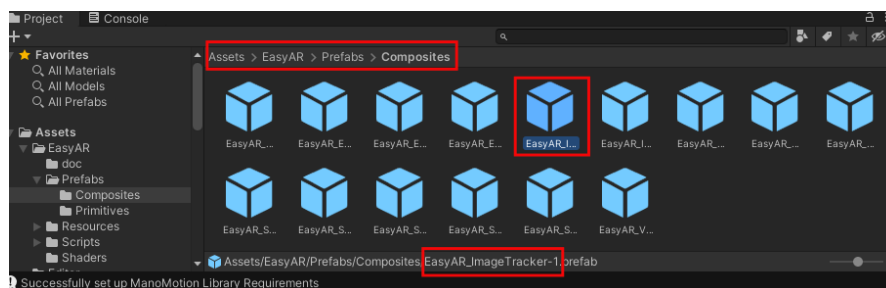 Project Console
Favorites
All Materials
All Models
All Prefabs
Assets
EasyAR
doc
Prefabs
Composites
Primitives
Resources
Scripts
Shaders
Assets > EasyAR > Prefabs > Composites
EasyAR_... EasyAR_E... EasyAR_E... EasyAR_E... EasyAR_I... EasyAR_I... EasyAR_... EasyAR_... EasyAR_...
EasyAR_S... EasyAR_S... EasyAR_S... EasyAR_S... EasyAR_S... EasyAR_V...
Assets/EasyAR/Prefabs/Composites/EasyAR_ImageTracker-1.prefab
Successfully set up ManoMotion Library Requirements